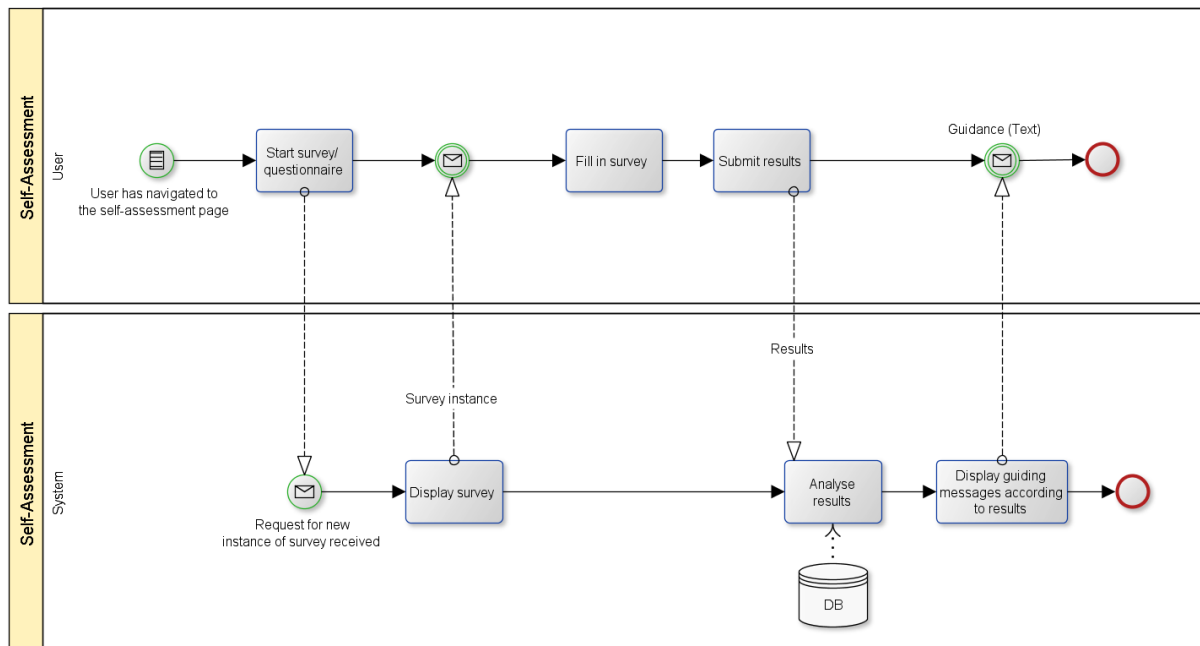 Self-Assessment
User
User has navigated to
the self-assessment page
Start survey/
questionnaire
Fill in survey
Submit results
Guidance (Text)
Survey instance
Results
Self-Assessment
System
Request for new
instance of survey received
Display survey
Analyse
results
Display guiding
messages according
to results
DB